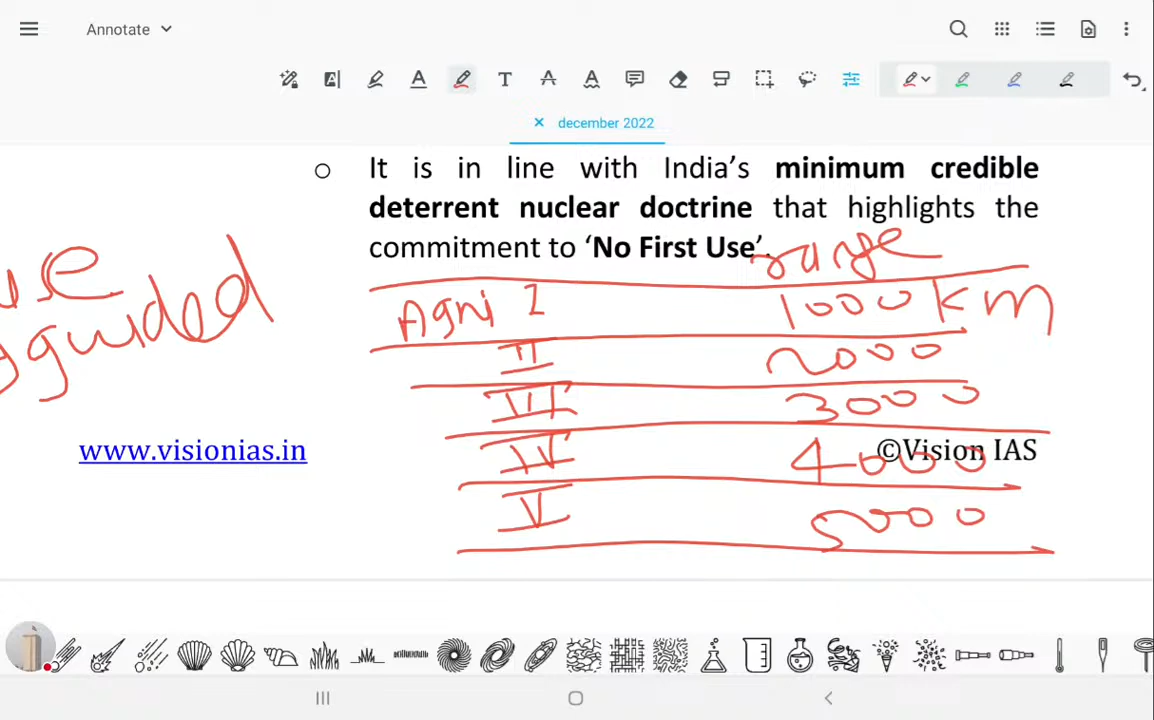 Annotate
december 2022
It is in line with India's minimum credible
deterrent nuclear doctrine that highlights the
commitment to 'No First Use'.
range
Agni I 1000 km
II 2000
III 3000
IV 4000
V 5000
www.visionias.in ©Vision IAS